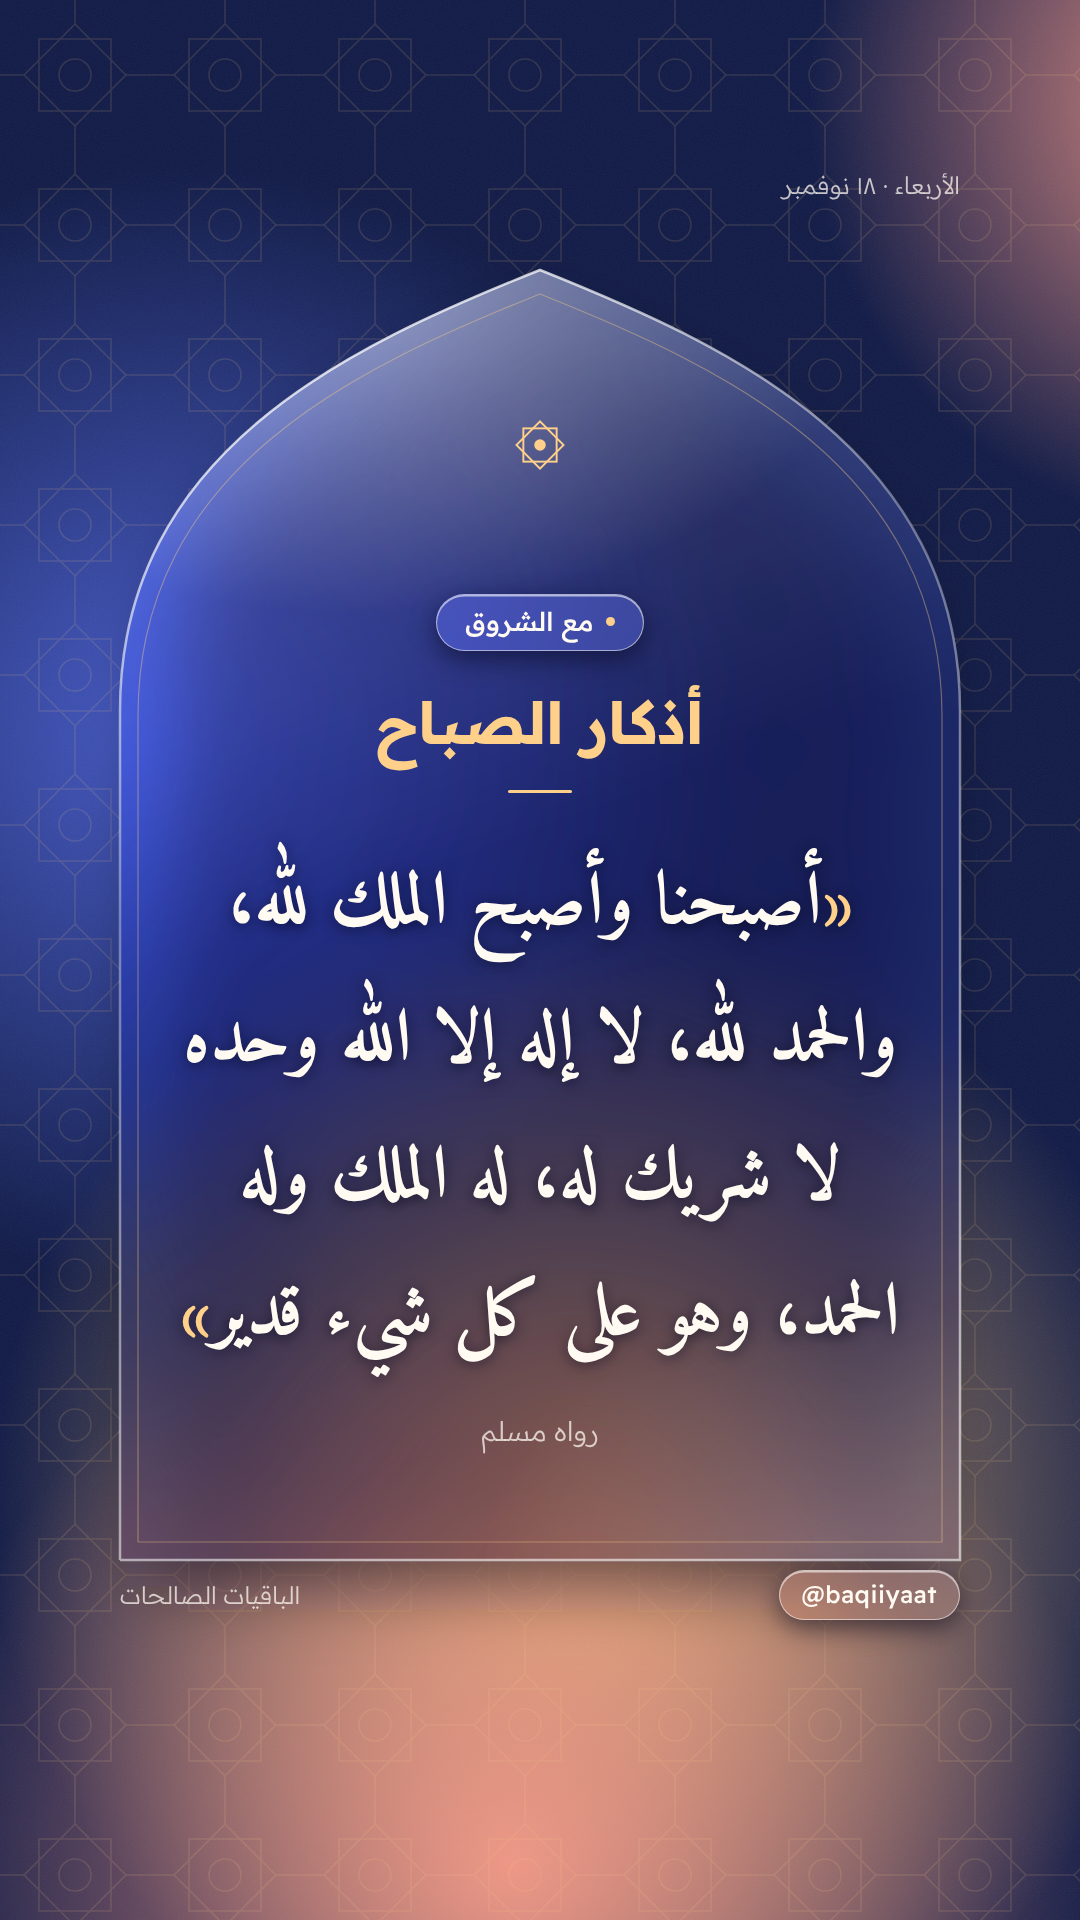 الأربعاء · ١٨ نوفمبر
مع الشروق
أذكار الصباح
«أصبحنا وأصبح الملك لله،
والحمد لله، لا إله إلا الله وحده
لا شريك له، له الملك وله
الحمد، وهو على كل شيء قدير»
رواه مسلم
@baqiiyaat
الباقيات الصالحات